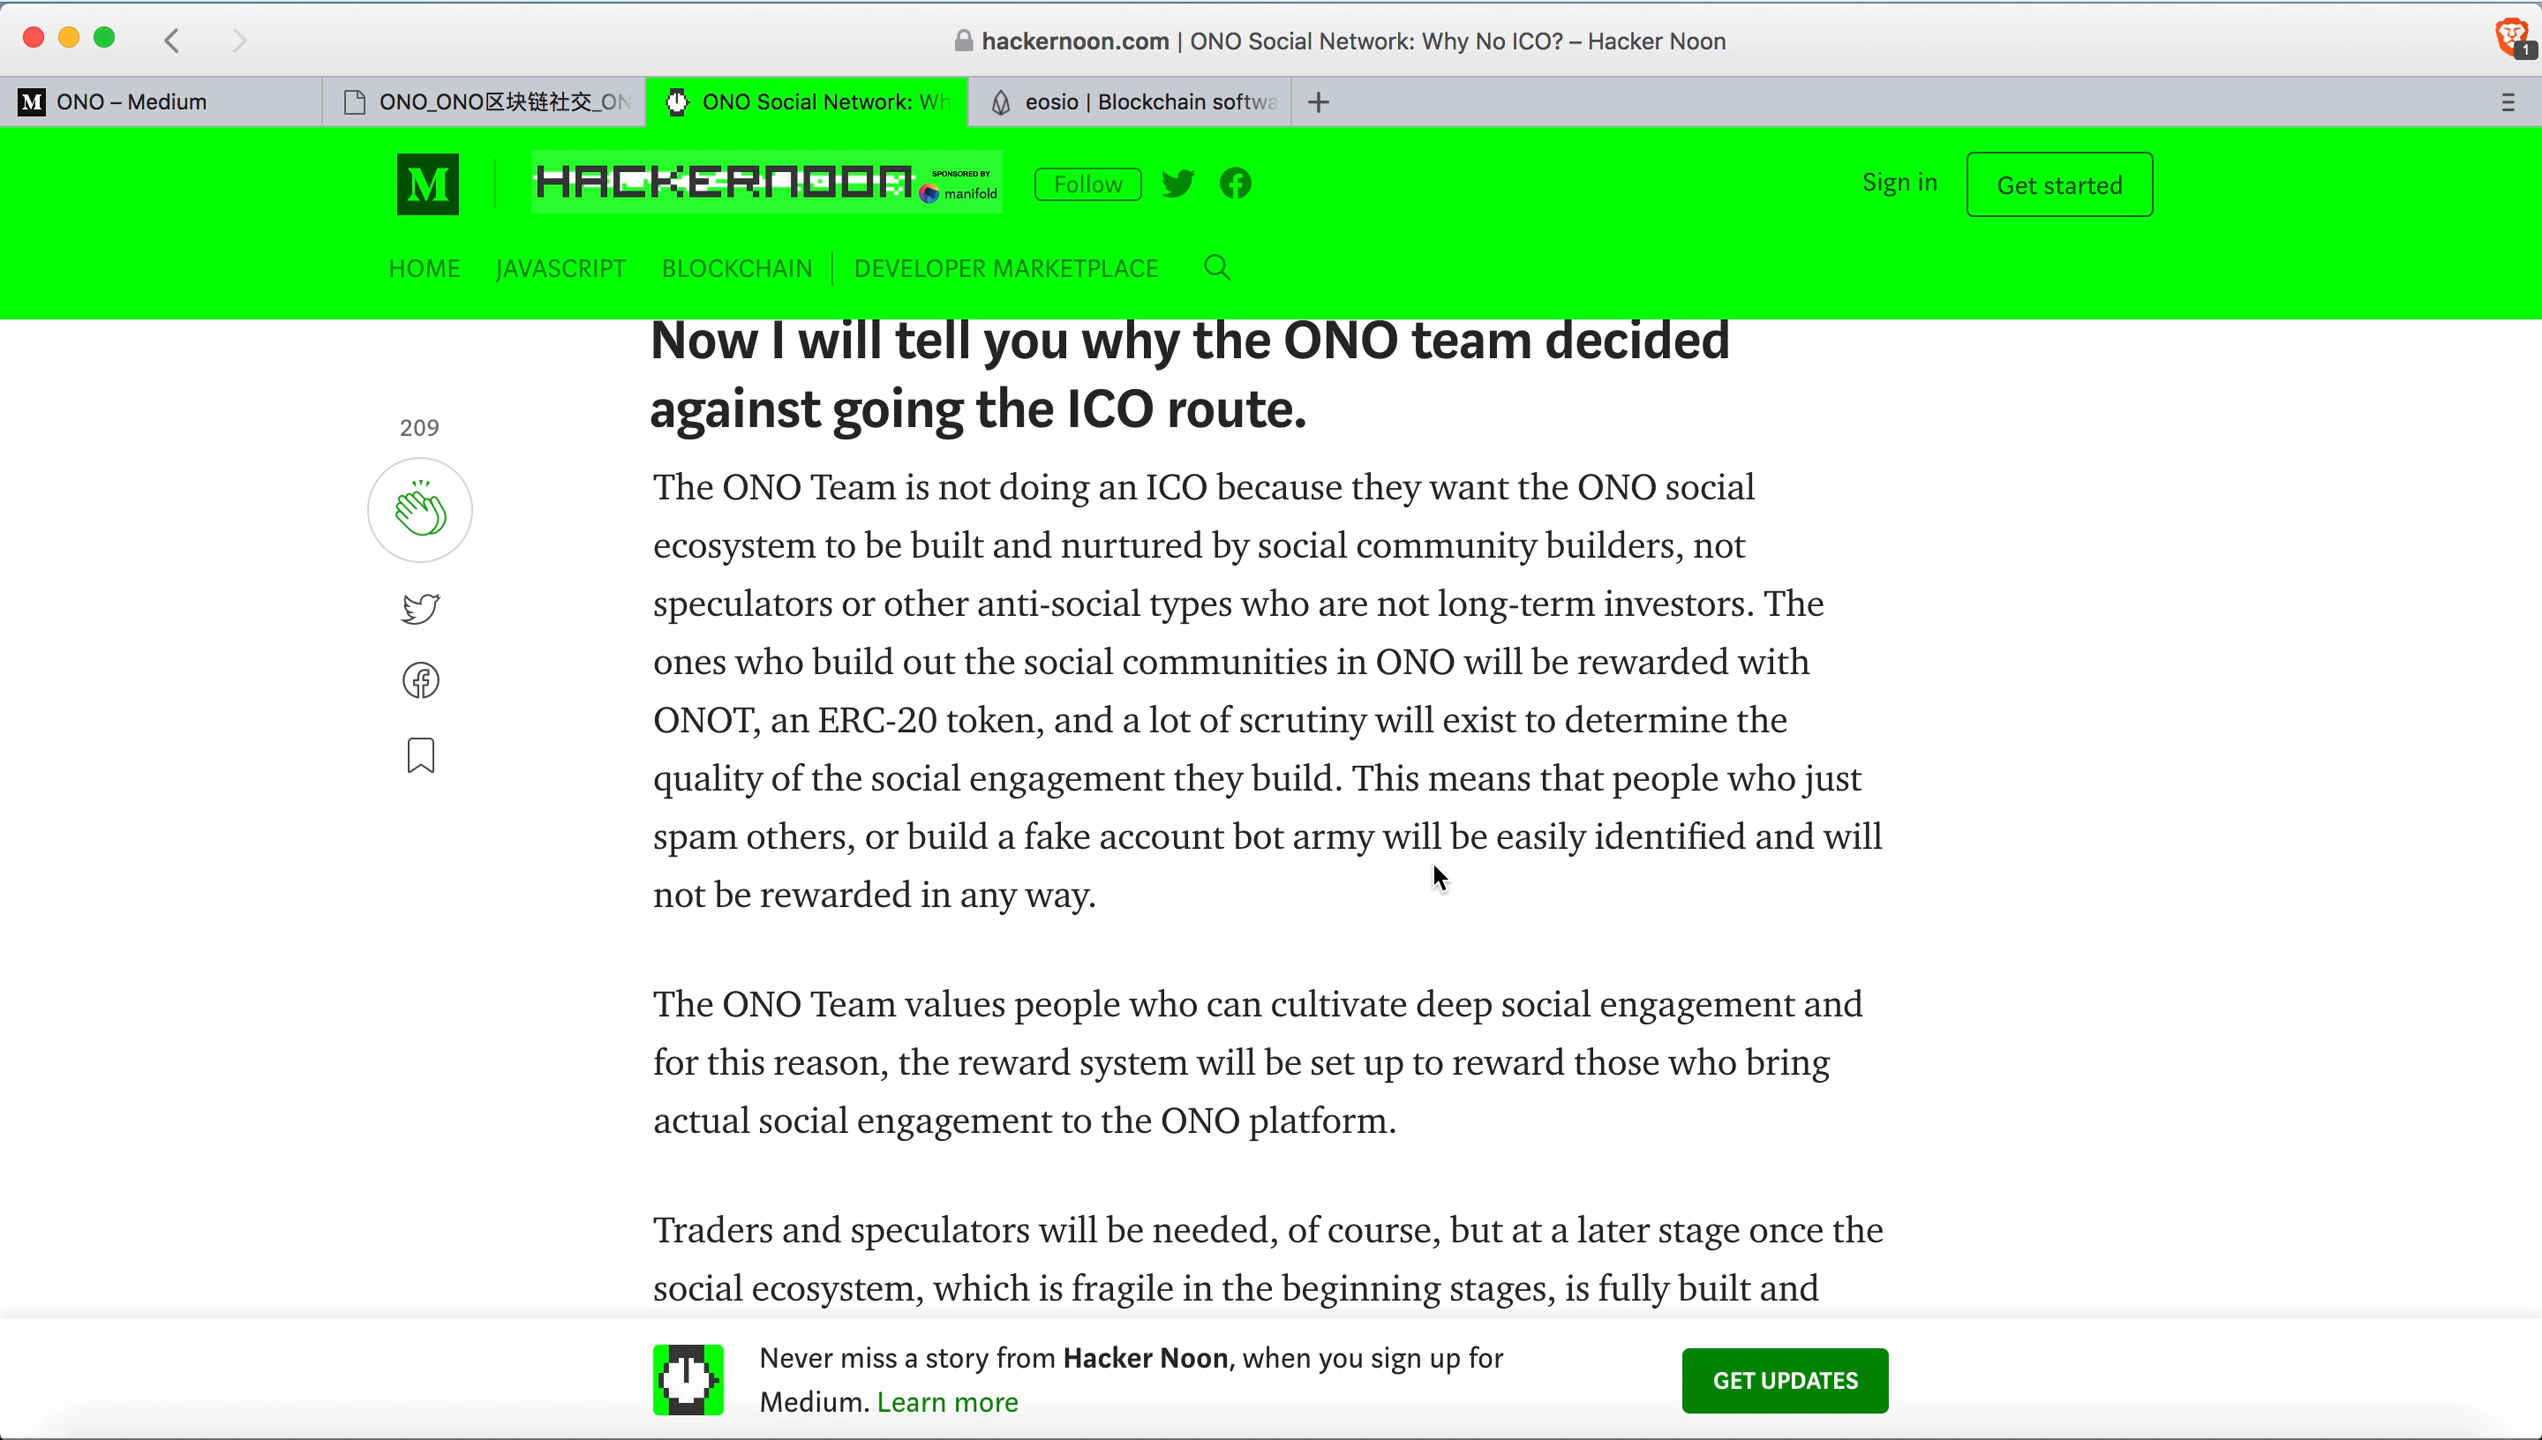 hackernoon.com | ONO Social Network: Why No ICO? – Hacker Noon
1
M ONO – Medium
ONO_ONO区块链社交_ON
ONO Social Network: Wh
eosio | Blockchain softwa
M
HACKERNOON
SPONSORED BY
manifold
Follow
Sign in
Get started
HOME JAVASCRIPT BLOCKCHAIN DEVELOPER MARKETPLACE
Now I will tell you why the ONO team decided
against going the ICO route.
209
The ONO Team is not doing an ICO because they want the ONO social
ecosystem to be built and nurtured by social community builders, not
speculators or other anti-social types who are not long-term investors. The
ones who build out the social communities in ONO will be rewarded with
ONOT, an ERC-20 token, and a lot of scrutiny will exist to determine the
quality of the social engagement they build. This means that people who just
spam others, or build a fake account bot army will be easily identified and will
not be rewarded in any way.
The ONO Team values people who can cultivate deep social engagement and
for this reason, the reward system will be set up to reward those who bring
actual social engagement to the ONO platform.
Traders and speculators will be needed, of course, but at a later stage once the
social ecosystem, which is fragile in the beginning stages, is fully built and
Never miss a story from Hacker Noon, when you sign up for
Medium. Learn more
GET UPDATES